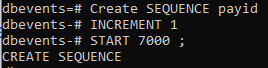 dbevents=# Create SEQUENCE payid
dbevents-# INCREMENT 1
dbevents-# START 7000 ;
CREATE SEQUENCE